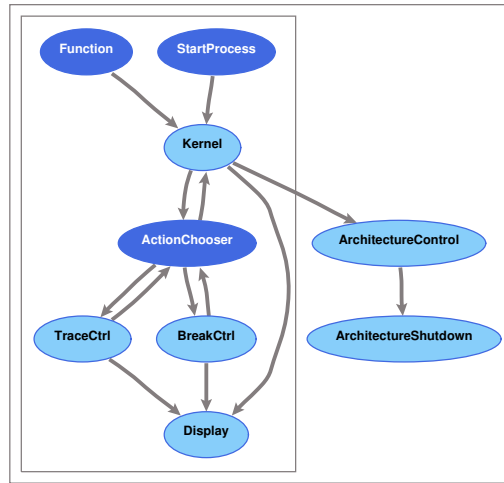 Function
StartProcess
Kernel
ActionChooser
ArchitectureControl
TraceCtrl
BreakCtrl
ArchitectureShutdown
Display